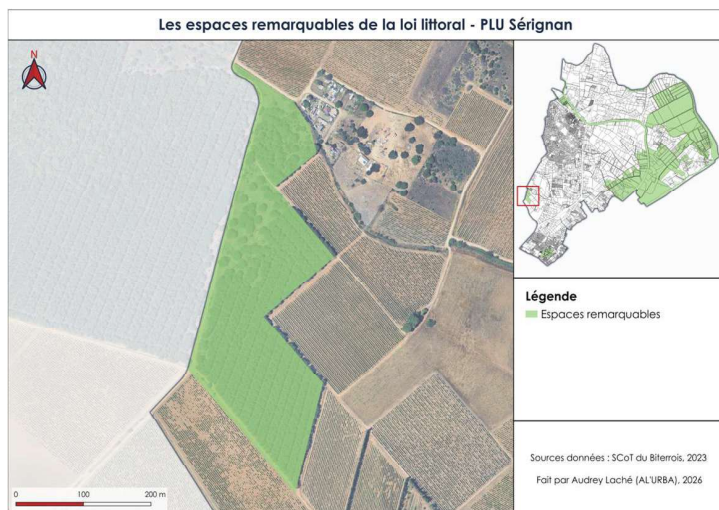 Les espaces remarquables de la loi littoral - PLU Sérignan
N
Légende
Espaces remarquables
Sources données : SCoT du Biterrois, 2023
Fait par Audrey Laché (AL'URBA), 2026
0 100 200 m